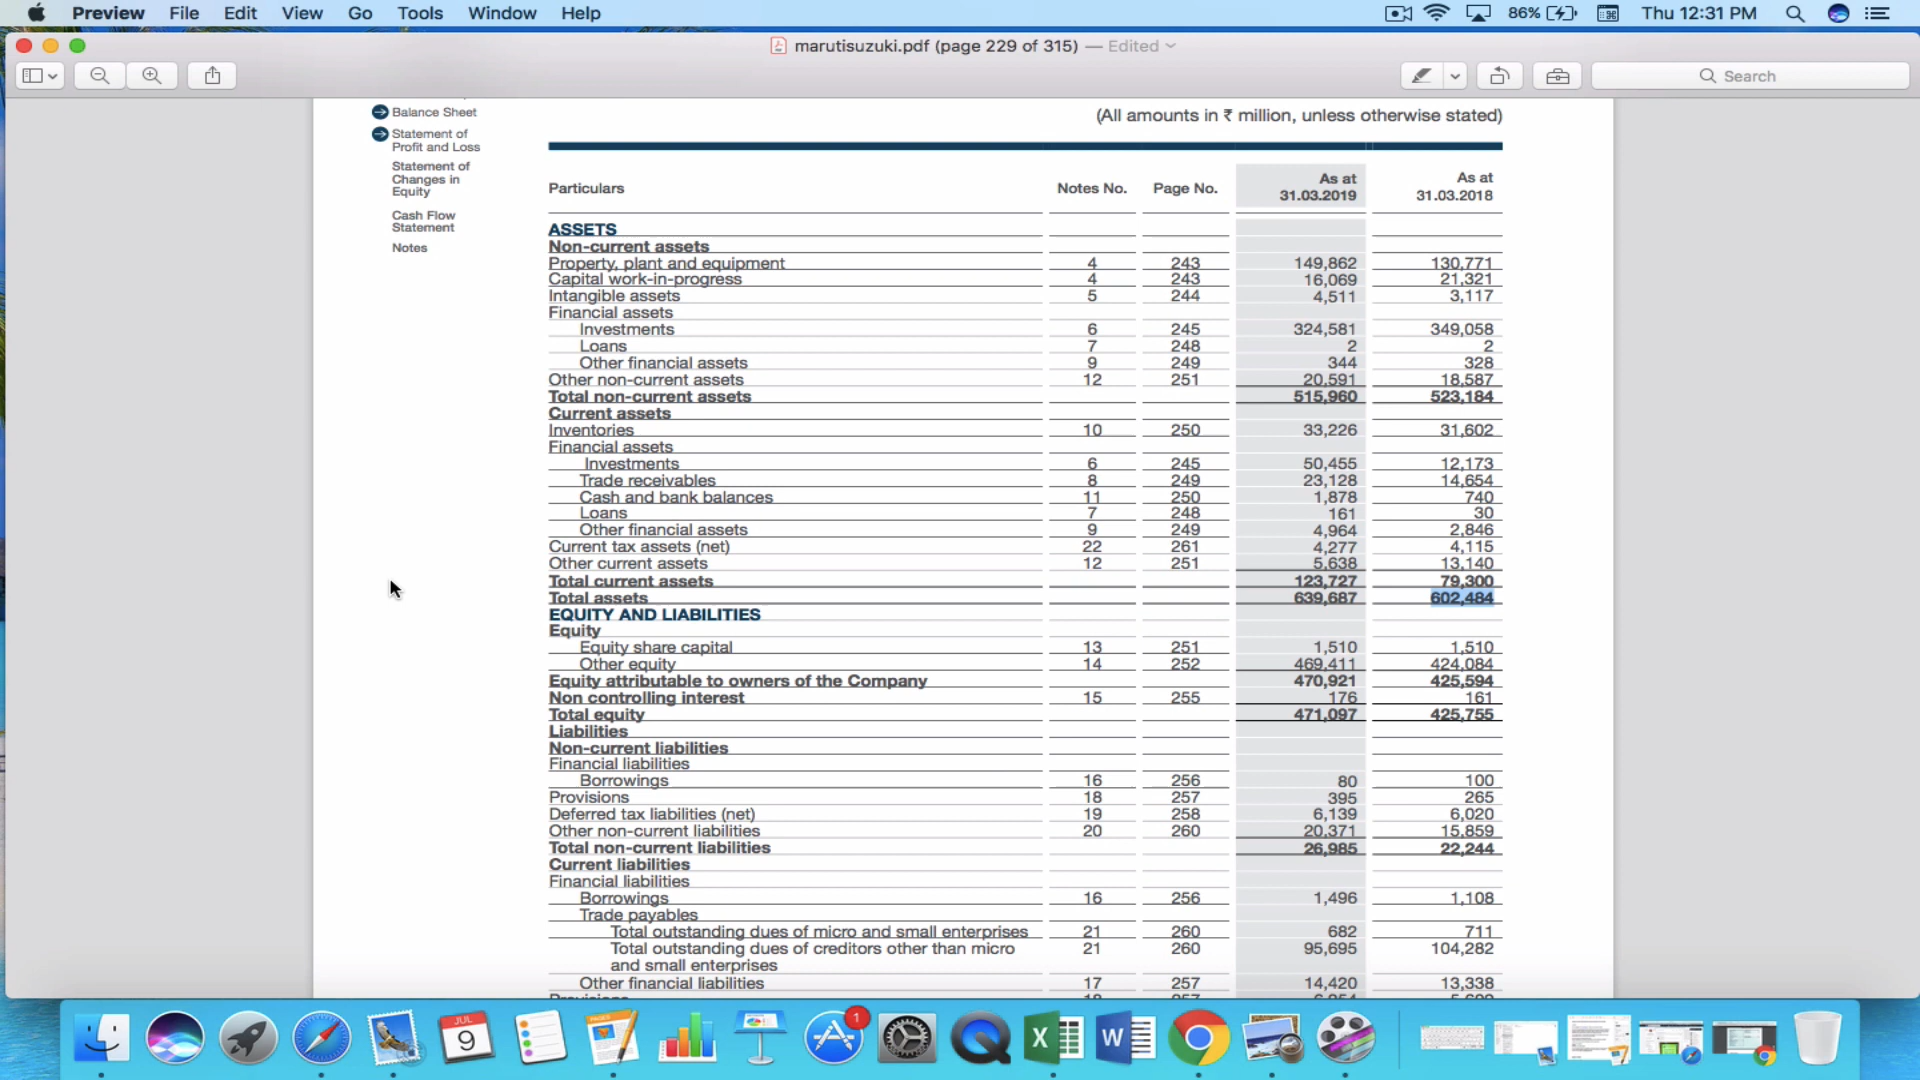 Preview File Edit View Go Tools Window Help 86% Thu 12:31 PM
marutisuzuki.pdf (page 229 of 315) — Edited
Search
Balance Sheet
Statement of
Profit and Loss
Statement of
Changes in
Equity
Cash Flow
Statement
Notes
(All amounts in ₹ million, unless otherwise stated)
Particulars Notes No. Page No. As at 31.03.2019 As at 31.03.2018
ASSETS
Non-current assets
Property, plant and equipment 4 243 149,862 130,771
Capital work-in-progress 4 243 16,069 21,321
Intangible assets 5 244 4,511 3,117
Financial assets
Investments 6 245 324,581 349,058
Loans 7 248 2 2
Other financial assets 9 249 344 328
Other non-current assets 12 251 20,591 18,587
Total non-current assets 515,960 523,184
Current assets
Inventories 10 250 33,226 31,602
Financial assets
Investments 6 245 50,455 12,173
Trade receivables 8 249 23,128 14,654
Cash and bank balances 11 250 1,878 740
Loans 7 248 161 30
Other financial assets 9 249 4,964 2,846
Current tax assets (net) 22 261 4,277 4,115
Other current assets 12 251 5,638 13,140
Total current assets 123,727 79,300
Total assets 639,687 602,484
EQUITY AND LIABILITIES
Equity
Equity share capital 13 251 1,510 1,510
Other equity 14 252 469,411 424,084
Equity attributable to owners of the Company 470,921 425,594
Non controlling interest 15 255 176 161
Total equity 471,097 425,755
Liabilities
Non-current liabilities
Financial liabilities
Borrowings 16 256 80 100
Provisions 18 257 395 265
Deferred tax liabilities (net) 19 258 6,139 6,020
Other non-current liabilities 20 260 20,371 15,859
Total non-current liabilities 26,985 22,244
Current liabilities
Financial liabilities
Borrowings 16 256 1,496 1,108
Trade payables
Total outstanding dues of micro and small enterprises 21 260 682 711
Total outstanding dues of creditors other than micro 21 260 95,695 104,282
and small enterprises
Other financial liabilities 17 257 14,420 13,338
JUL
9
PAGES
1
X
W